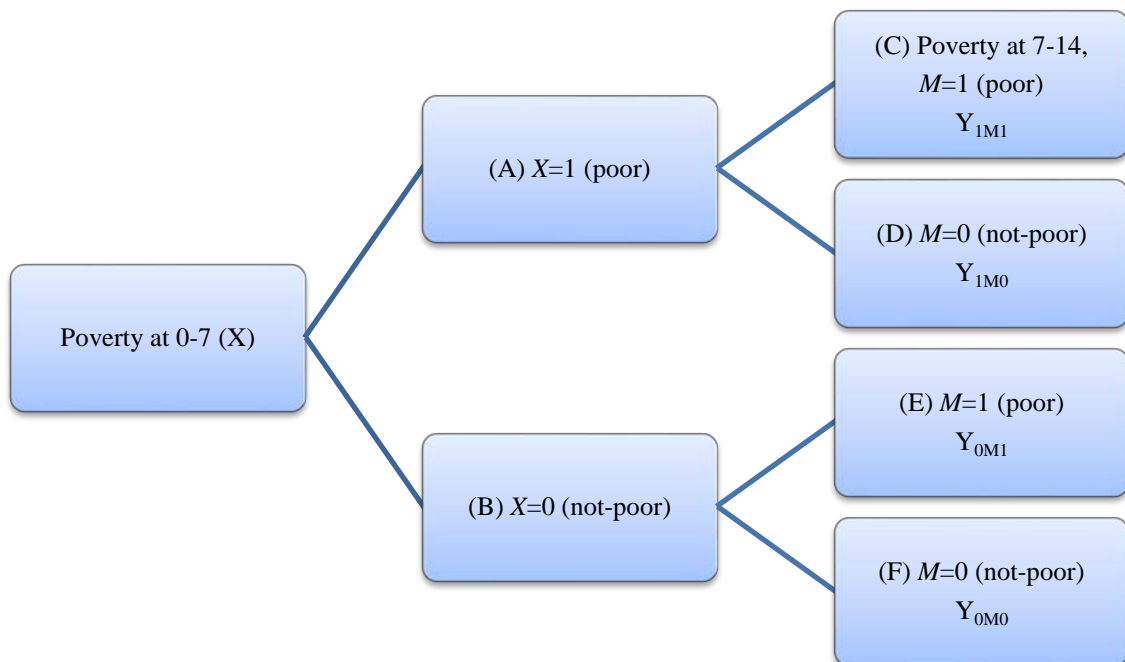 Poverty at 0-7 (X)
(A) X=1 (poor)
(B) X=0 (not-poor)
(C) Poverty at 7-14,
M=1 (poor)
Y1M1
(D) M=0 (not-poor)
Y1M0
(E) M=1 (poor)
Y0M1
(F) M=0 (not-poor)
Y0M0